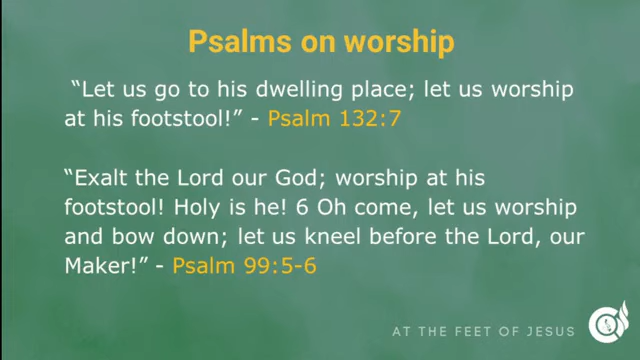 Psalms on worship
“Let us go to his dwelling place; let us worship
at his footstool!” - Psalm 132:7
“Exalt the Lord our God; worship at his
footstool! Holy is he! 6 Oh come, let us worship
and bow down; let us kneel before the Lord, our
Maker!” - Psalm 99:5-6
AT THE FEET OF JESUS